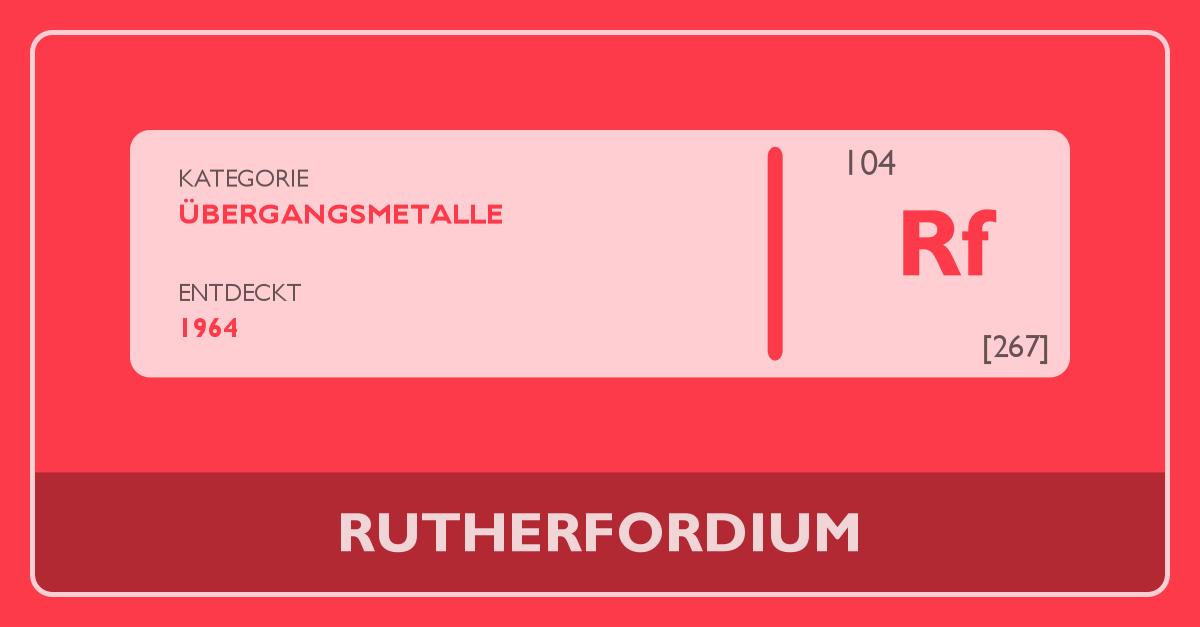 KATEGORIE
ÜBERGANGSMETALLE
ENTDECKT
1964
104
Rf
[267]
RUTHERFORDIUM